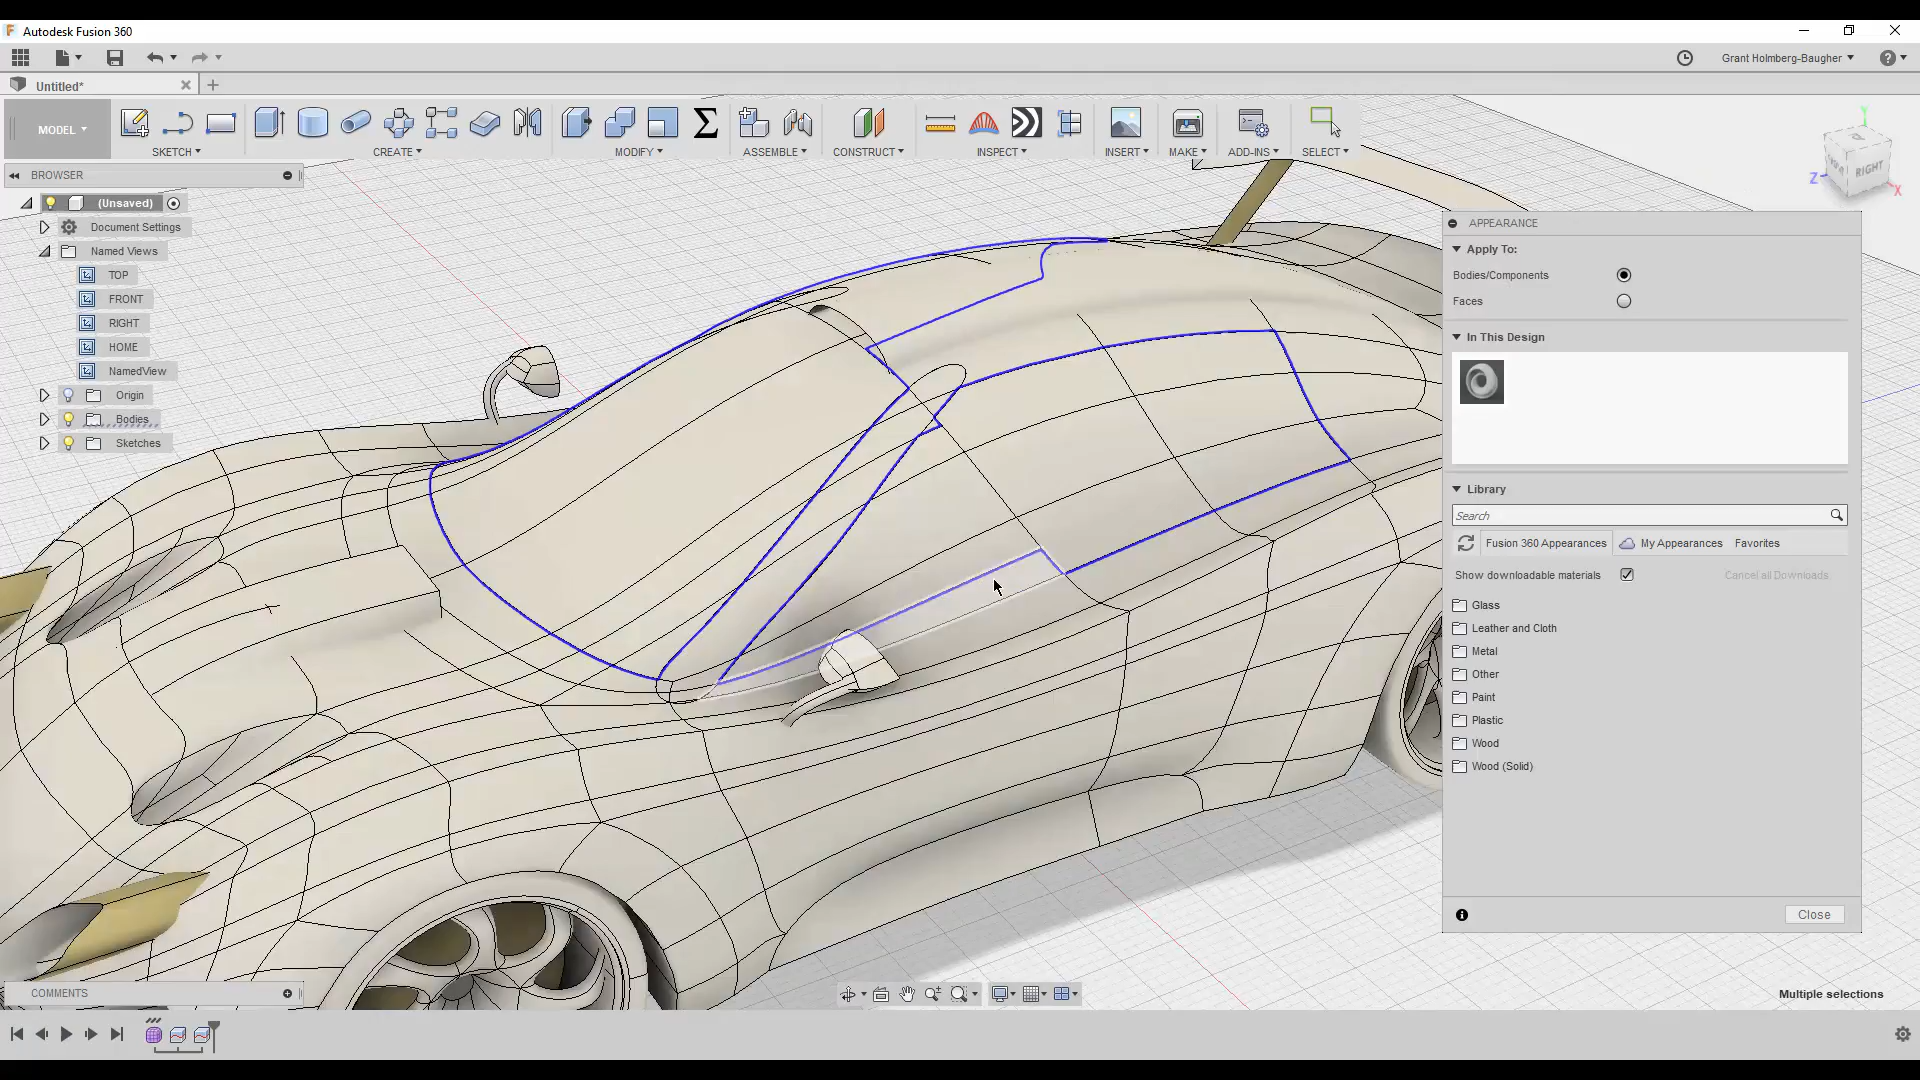 Autodesk Fusion 360
Grant Holmberg-Baugher
Untitled*
MODEL
SKETCH
CREATE
MODIFY
ASSEMBLE
CONSTRUCT
INSPECT
INSERT
MAKE
ADD-INS
SELECT
BROWSER
(Unsaved)
Document Settings
Named Views
TOP
FRONT
RIGHT
HOME
NamedView
Origin
Bodies
Sketches
Y
Z
RIGHT
X
APPEARANCE
Apply To:
Bodies/Components
Faces
In This Design
Library
Search
Fusion 360 Appearances
My Appearances
Favorites
Show downloadable materials
Cancel all Downloads
Glass
Leather and Cloth
Metal
Other
Paint
Plastic
Wood
Wood (Solid)
Close
COMMENTS
Multiple selections